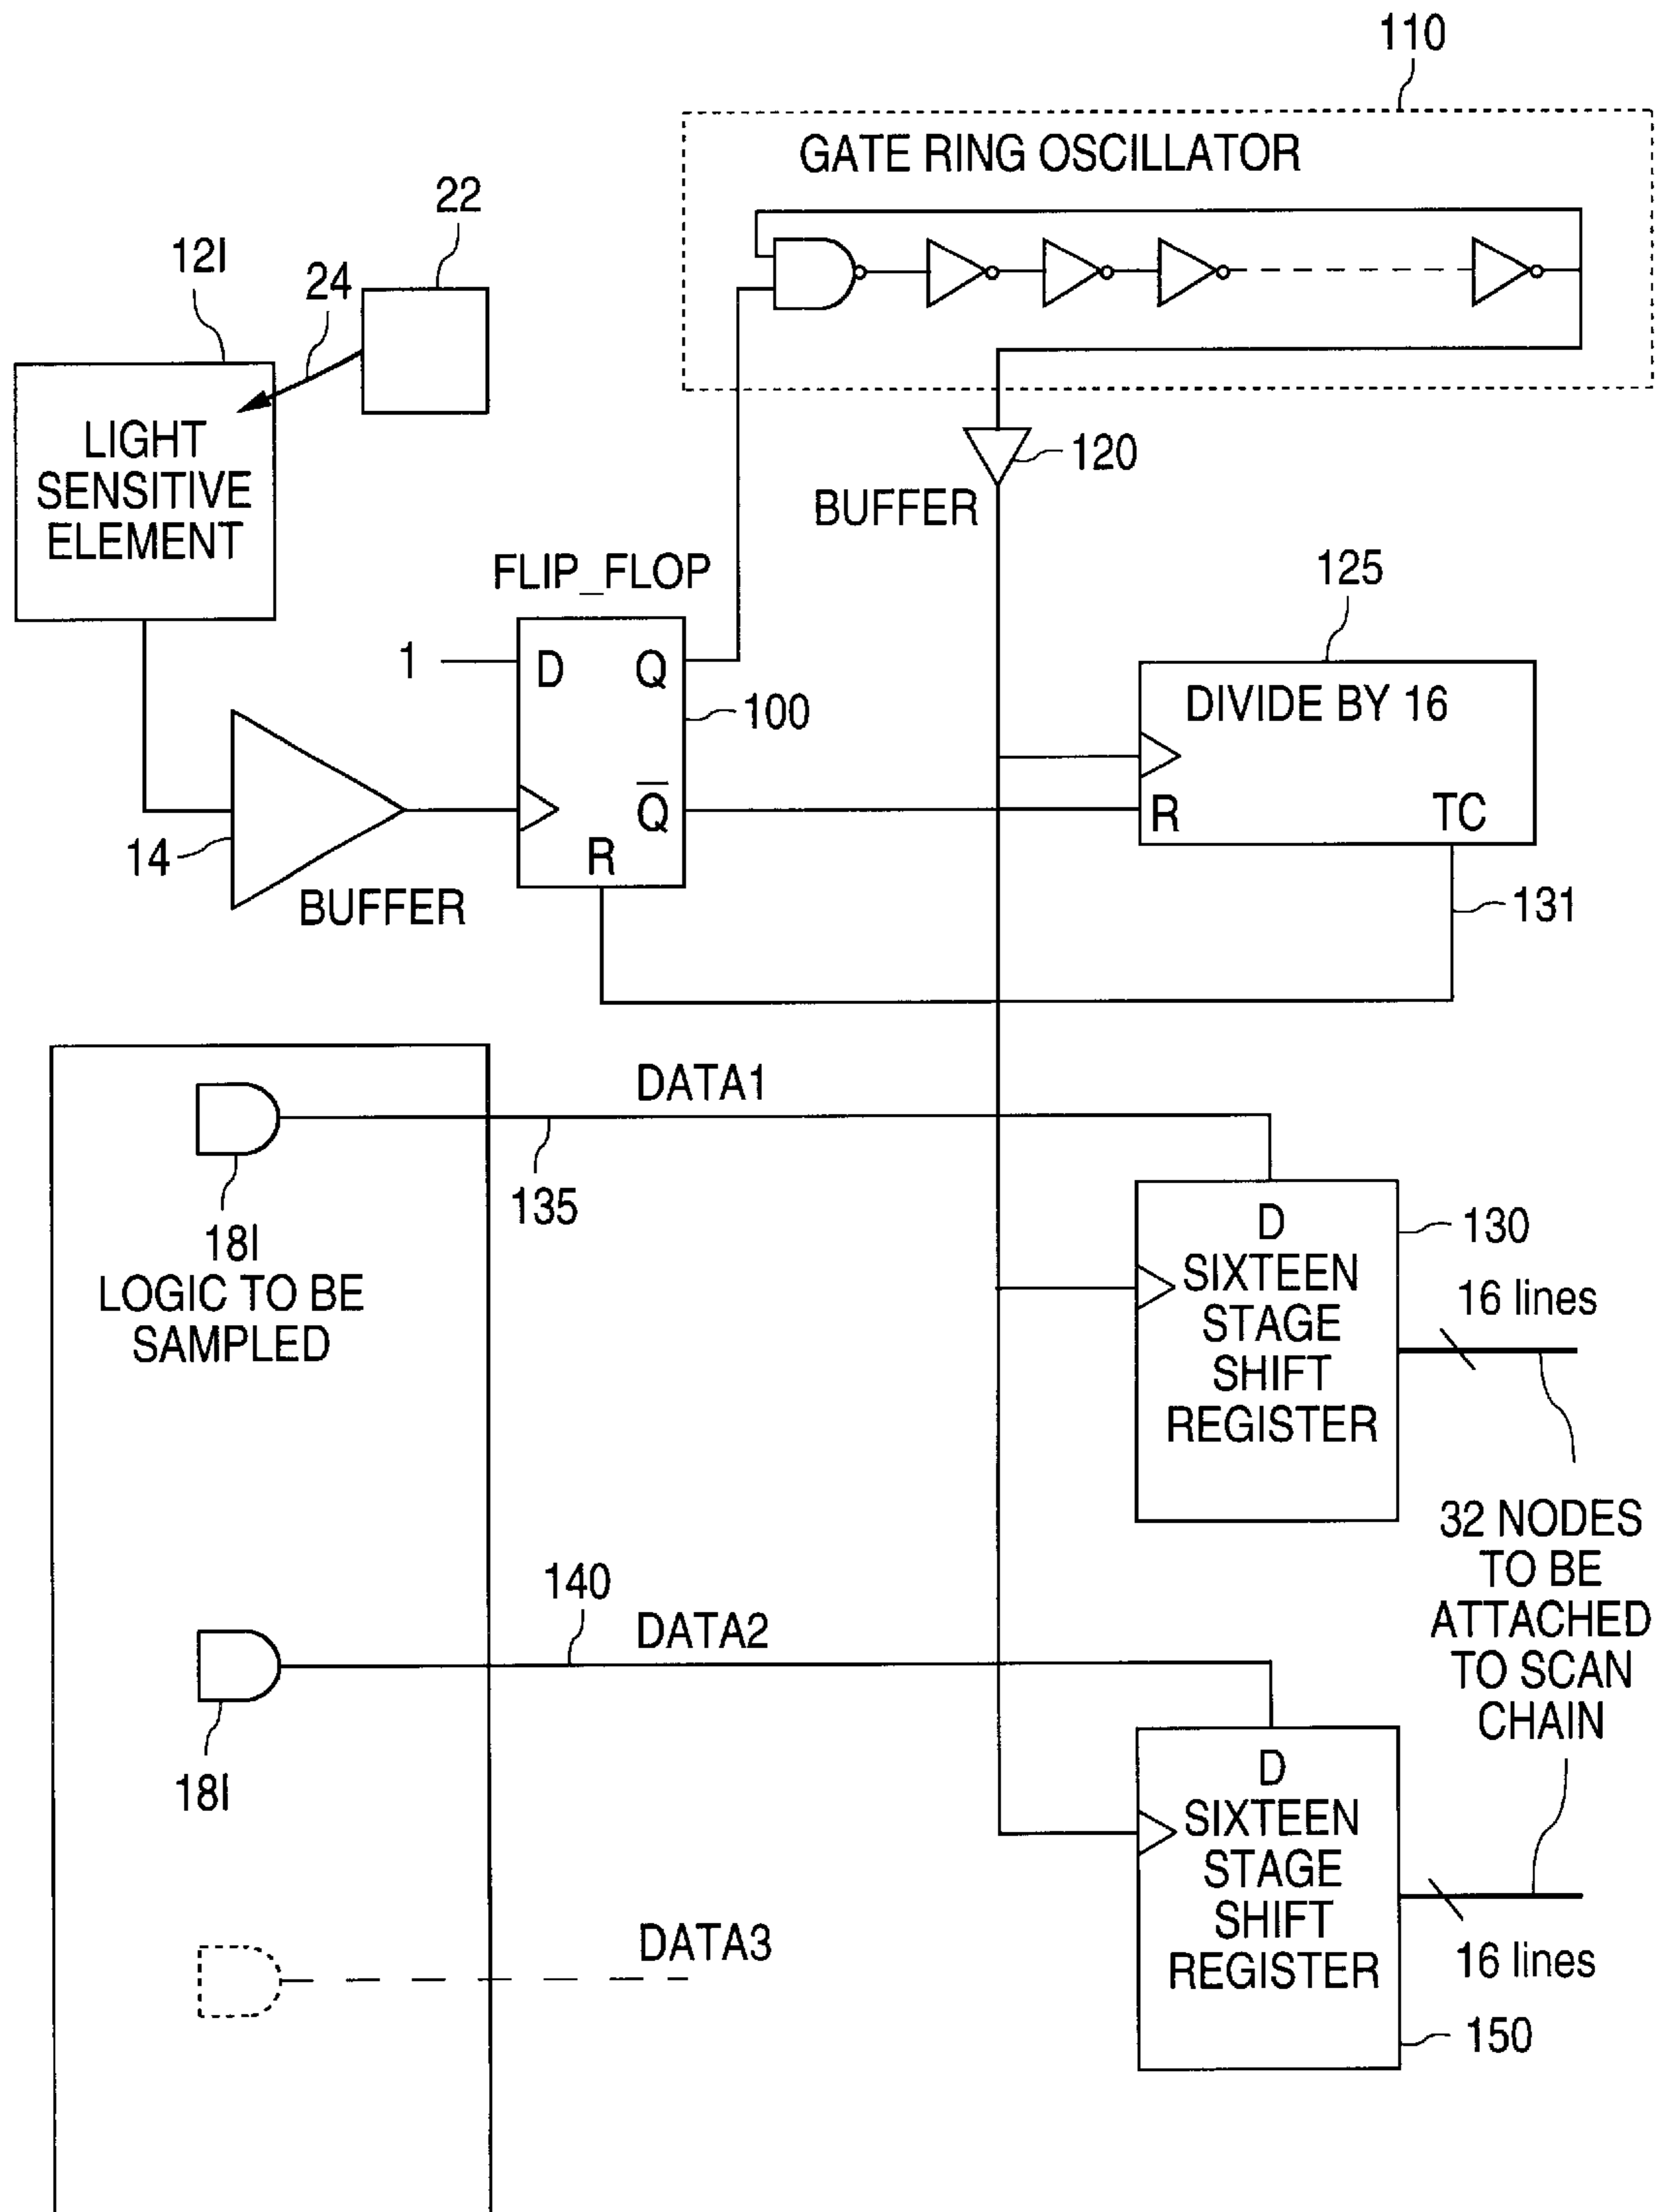 110
GATE RING OSCILLATOR
22
12I
24
LIGHT
SENSITIVE
ELEMENT
120
BUFFER
FLIP_FLOP
125
1
D
Q
100
DIVIDE BY 16
Q̅
R
R
TC
14
BUFFER
131
DATA1
135
18I
LOGIC TO BE
SAMPLED
D
SIXTEEN
STAGE
SHIFT
REGISTER
130
16 lines
32 NODES
TO BE
ATTACHED
TO SCAN
CHAIN
140
DATA2
18I
D
SIXTEEN
STAGE
SHIFT
REGISTER
DATA3
16 lines
150